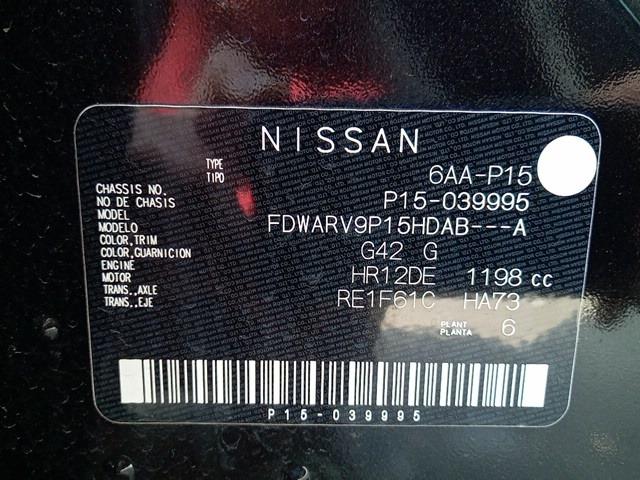 NISSAN
TYPE
TIPO 6AA-P15
CHASSIS NO.
NO DE CHASIS P15-039995
MODEL
MODELO FDWARV9P15HDAB---A
COLOR,TRIM
COLOR,GUARNICION G42 G
ENGINE
MOTOR HR12DE 1198 cc
TRANS.,AXLE
TRANS.,EJE RE1F61C HA73
PLANT
PLANTA 6
P15-039995